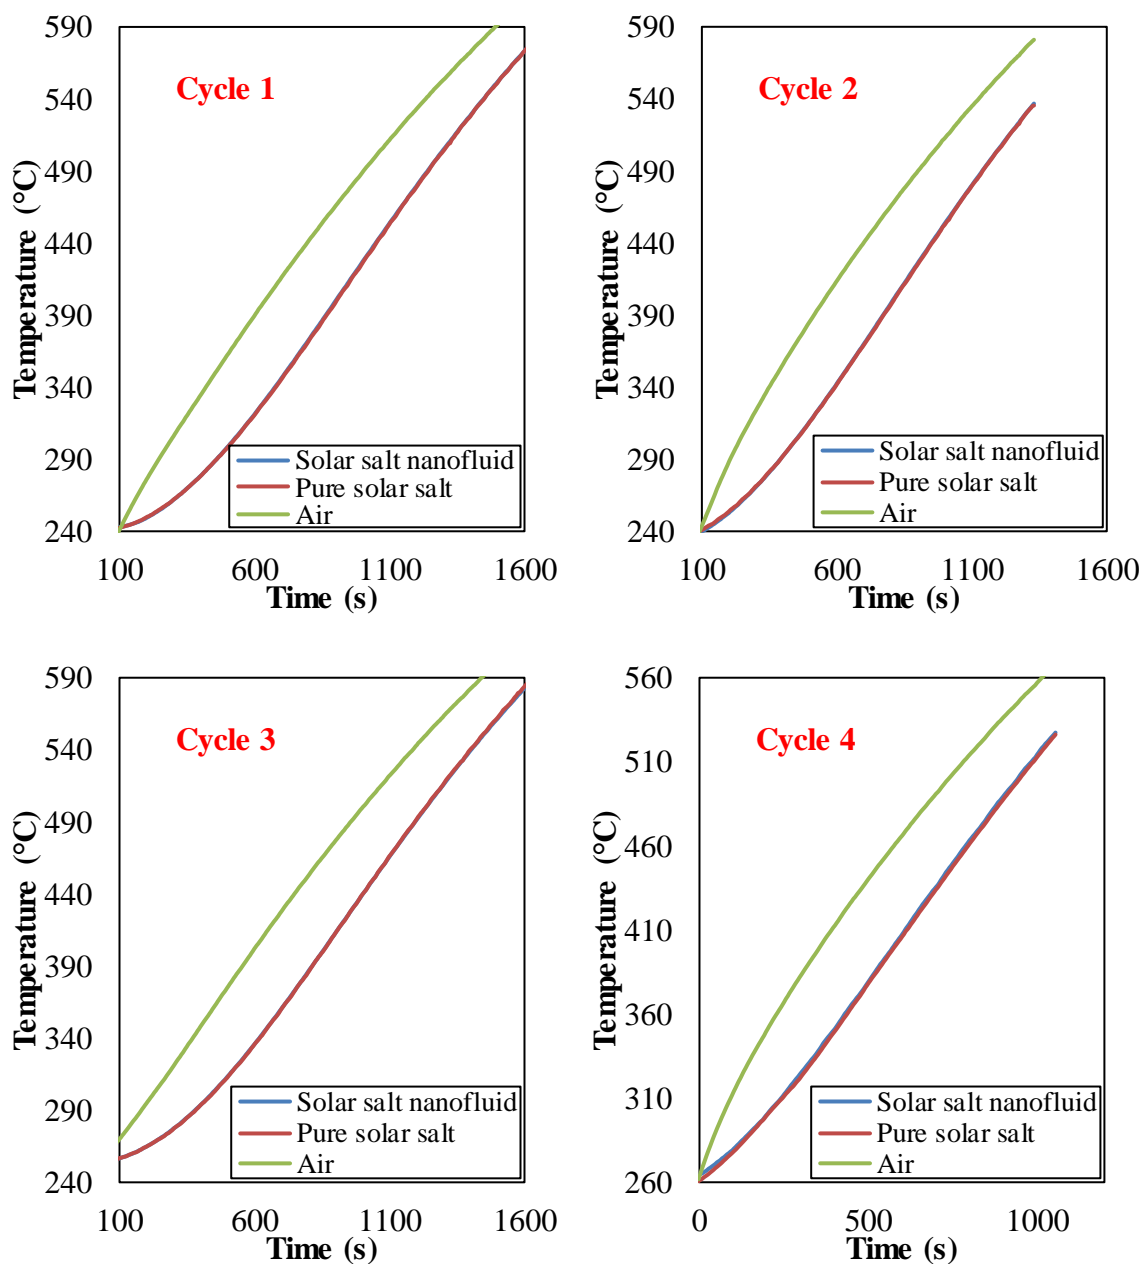 Cycle 1
Temperature (°C)
590
540
490
440
390
340
290
240
Solar salt nanofluid
Pure solar salt
Air
100 600 1100 1600
Time (s)
Cycle 2
Temperature (°C)
590
540
490
440
390
340
290
240
Solar salt nanofluid
Pure solar salt
Air
100 600 1100 1600
Time (s)
Cycle 3
Temperature (°C)
590
540
490
440
390
340
290
240
Solar salt nanofluid
Pure solar salt
Air
100 600 1100 1600
Time (s)
Cycle 4
Temperature (°C)
560
510
460
410
360
310
260
Solar salt nanofluid
Pure solar salt
Air
0 500 1000
Time (s)